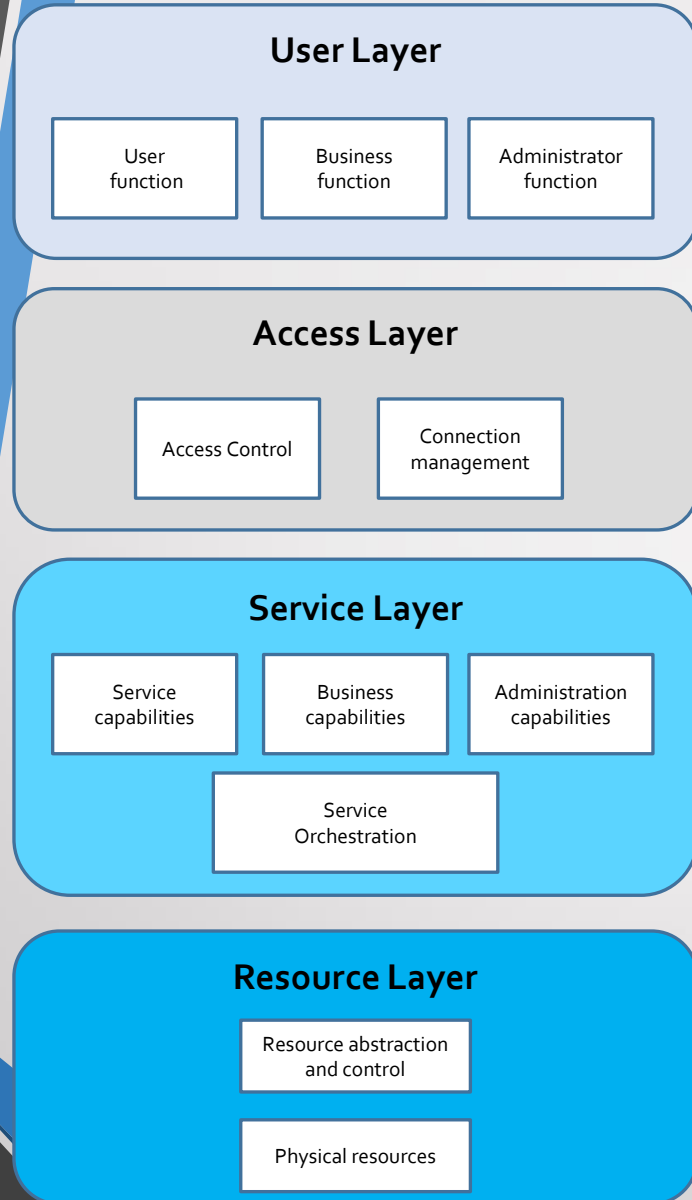 User Layer
User
function
Business
function
Administrator
function
Access Layer
Access Control
Connection
management
Service Layer
Service
capabilities
Business
capabilities
Administration
capabilities
Service
Orchestration
Resource Layer
Resource abstraction
and control
Physical resources